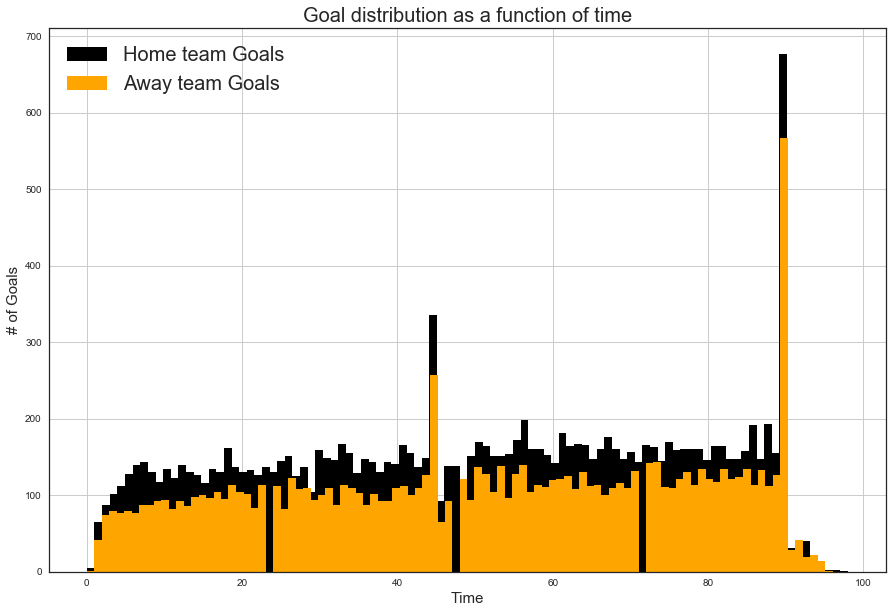 Goal distribution as a function of time
Home team Goals
Away team Goals
700
600
500
400
300
200
100
0
# of Goals
0 20 40 60 80 100
Time